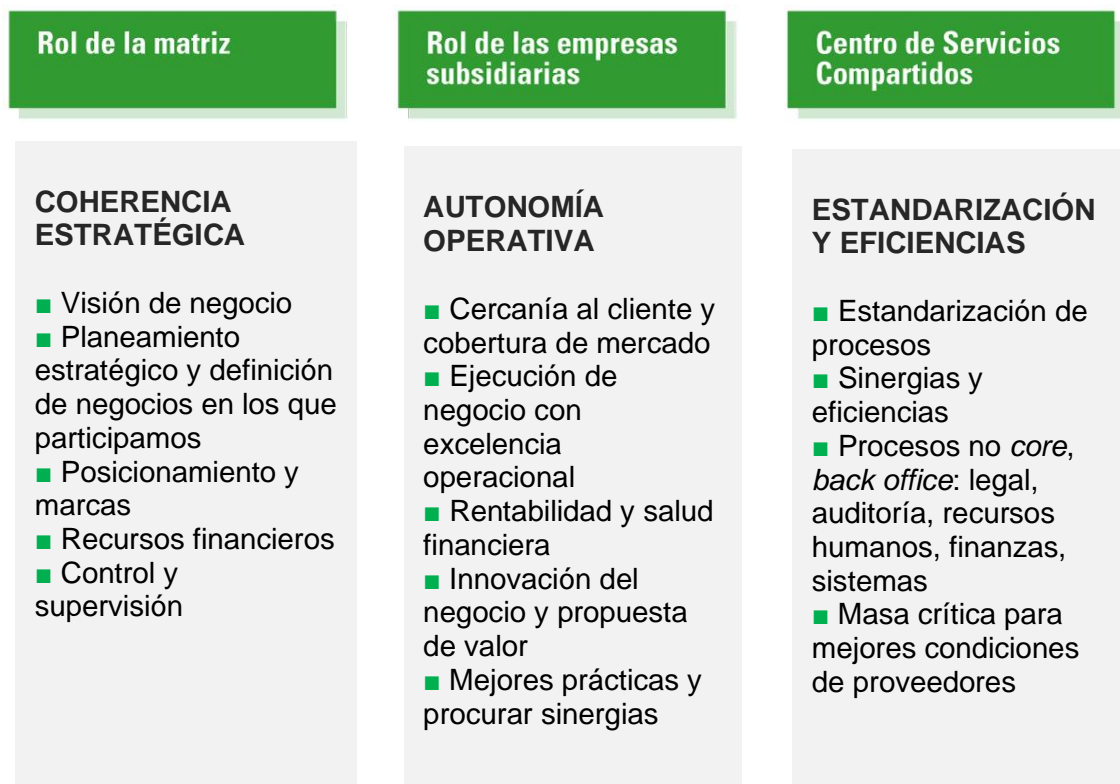 Rol de la matriz
COHERENCIA
ESTRATÉGICA
■ Visión de negocio
■ Planeamiento
estratégico y definición
de negocios en los que
participamos
■ Posicionamiento y
marcas
■ Recursos financieros
■ Control y
supervisión
Rol de las empresas
subsidiarias
AUTONOMÍA
OPERATIVA
■ Cercanía al cliente y
cobertura de mercado
■ Ejecución de
negocio con
excelencia
operacional
■ Rentabilidad y salud
financiera
■ Innovación del
negocio y propuesta
de valor
■ Mejores prácticas y
procurar sinergias
Centro de Servicios
Compartidos
ESTANDARIZACIÓN
Y EFICIENCIAS
■ Estandarización de
procesos
■ Sinergias y
eficiencias
■ Procesos no core,
back office: legal,
auditoría, recursos
humanos, finanzas,
sistemas
■ Masa crítica para
mejores condiciones
de proveedores